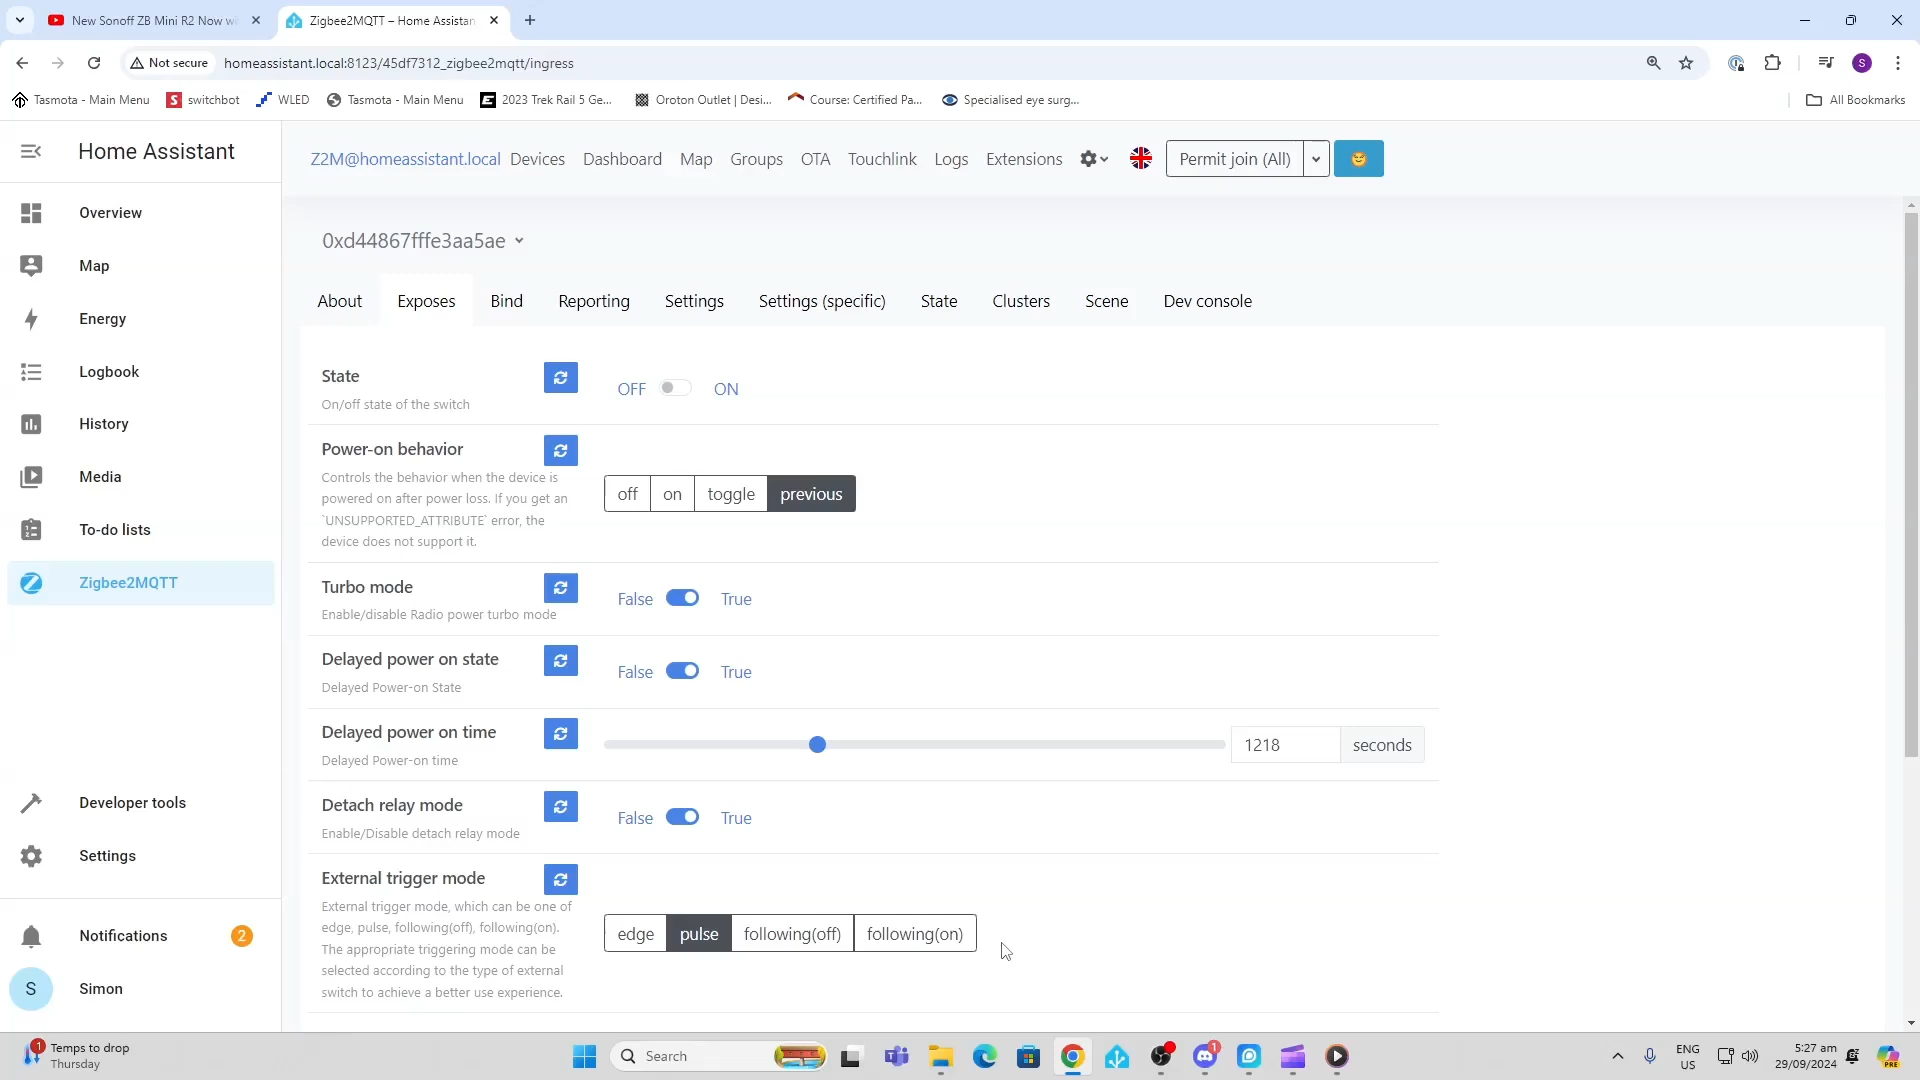 New Sonoff ZB Mini R2 Now wi
Zigbee2MQTT – Home Assistan
Not secure
homeassistant.local:8123/45df7312_zigbee2mqtt/ingress
S
Tasmota - Main Menu
switchbot
WLED
Tasmota - Main Menu
2023 Trek Rail 5 Ge...
Oroton Outlet | Desi...
Course: Certified Pa...
Specialised eye surg...
All Bookmarks
Home Assistant
Overview
Map
Energy
Logbook
History
Media
To-do lists
Zigbee2MQTT
Developer tools
Settings
Notifications
2
S
Simon
Z2M@homeassistant.local
Devices
Dashboard
Map
Groups
OTA
Touchlink
Logs
Extensions
Permit join (All)
0xd44867fffe3aa5ae
About
Exposes
Bind
Reporting
Settings
Settings (specific)
State
Clusters
Scene
Dev console
State
On/off state of the switch
OFF
ON
Power-on behavior
Controls the behavior when the device is
powered on after power loss. If you get an
`UNSUPPORTED_ATTRIBUTE` error, the
device does not support it.
off
on
toggle
previous
Turbo mode
Enable/disable Radio power turbo mode
False
True
Delayed power on state
Delayed Power-on State
False
True
Delayed power on time
Delayed Power-on time
1218
seconds
Detach relay mode
Enable/Disable detach relay mode
False
True
External trigger mode
External trigger mode, which can be one of
edge, pulse, following(off), following(on).
The appropriate triggering mode can be
selected according to the type of external
switch to achieve a better use experience.
edge
pulse
following(off)
following(on)
1
Temps to drop
Thursday
Search
1
ENG
US
5:27 am
29/09/2024
PRE